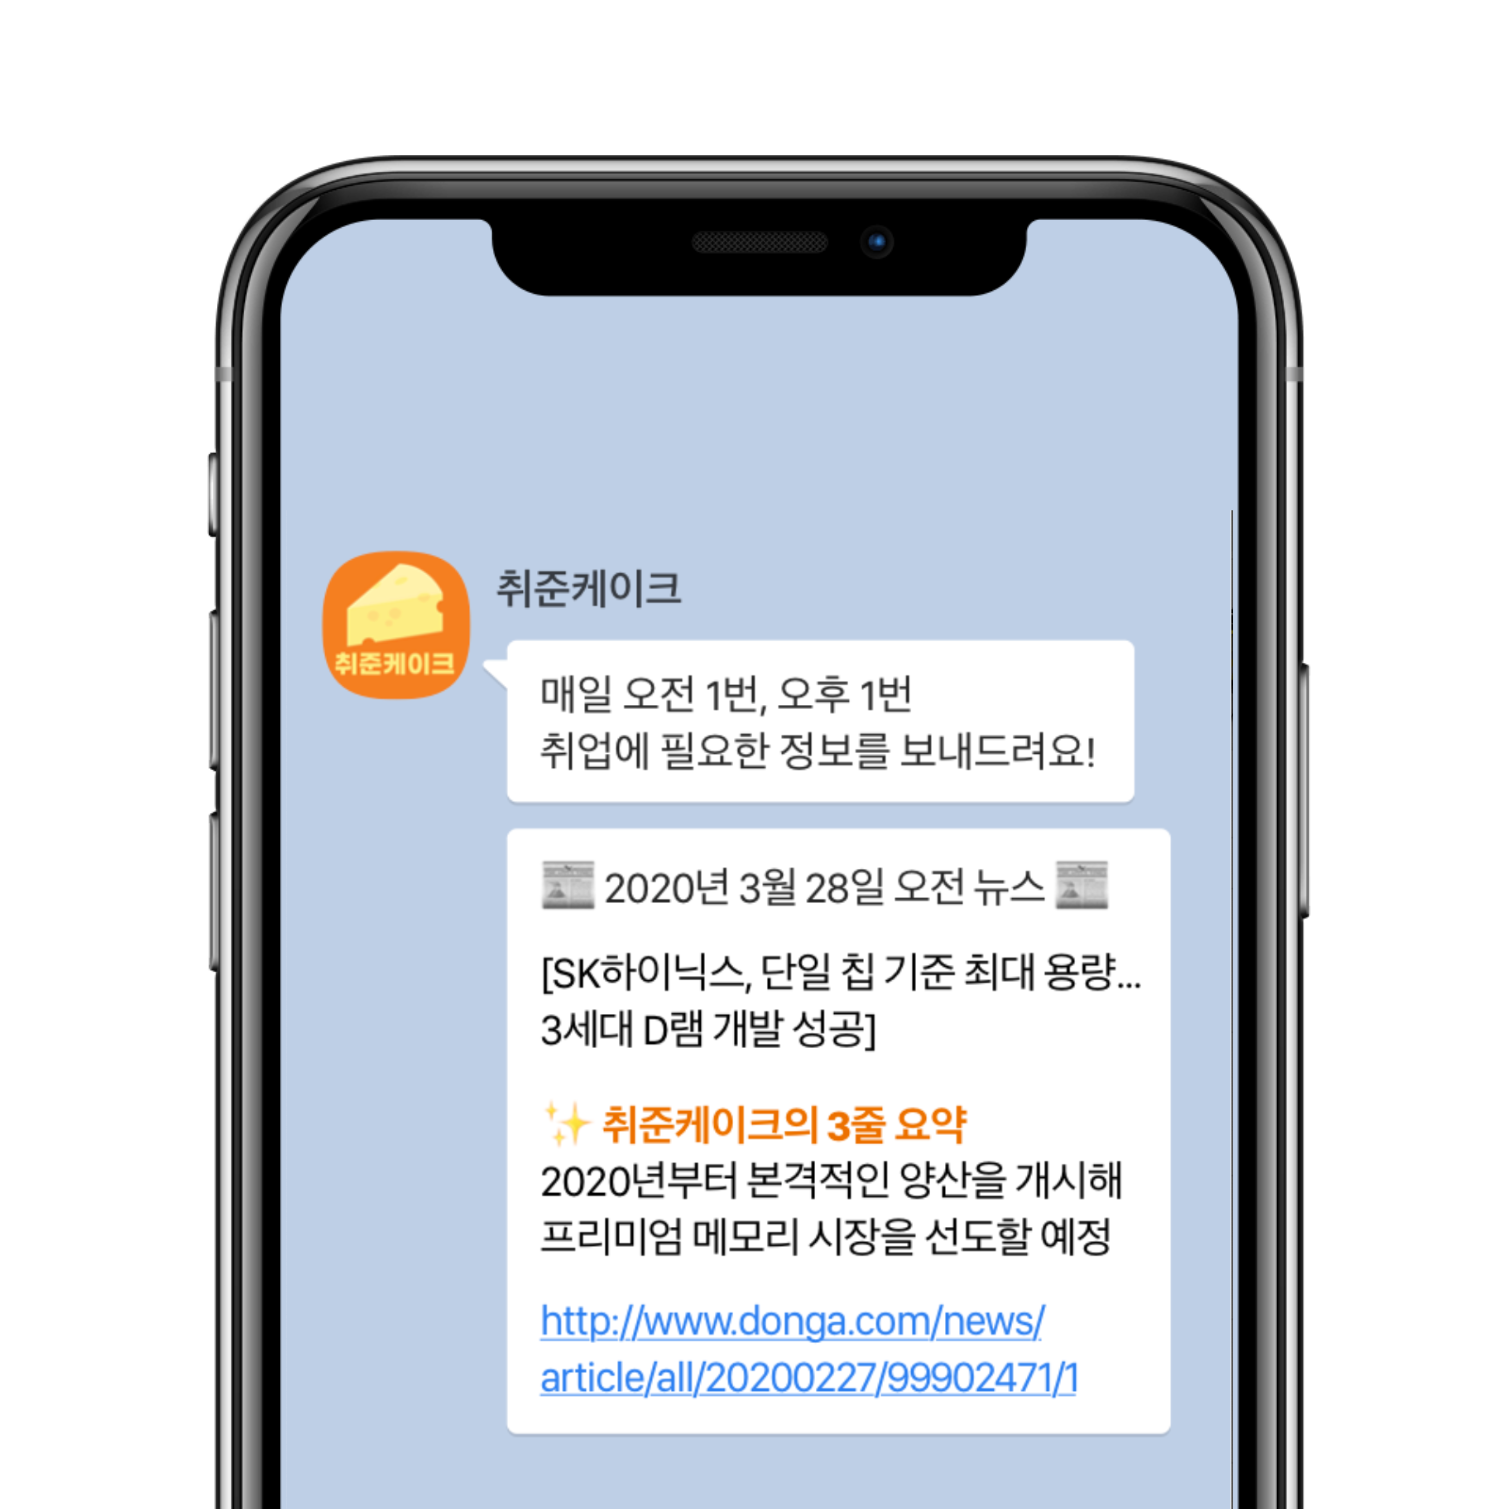 취준케이크
취준케이크
매일 오전 1번, 오후 1번
취업에 필요한 정보를 보내드려요!
2020년 3월 28일 오전 뉴스
[SK하이닉스, 단일 칩 기준 최대 용량...
3세대 D램 개발 성공]
✨ 취준케이크의 3줄 요약
2020년부터 본격적인 양산을 개시해
프리미엄 메모리 시장을 선도할 예정
http://www.donga.com/news/
article/all/20200227/99902471/1